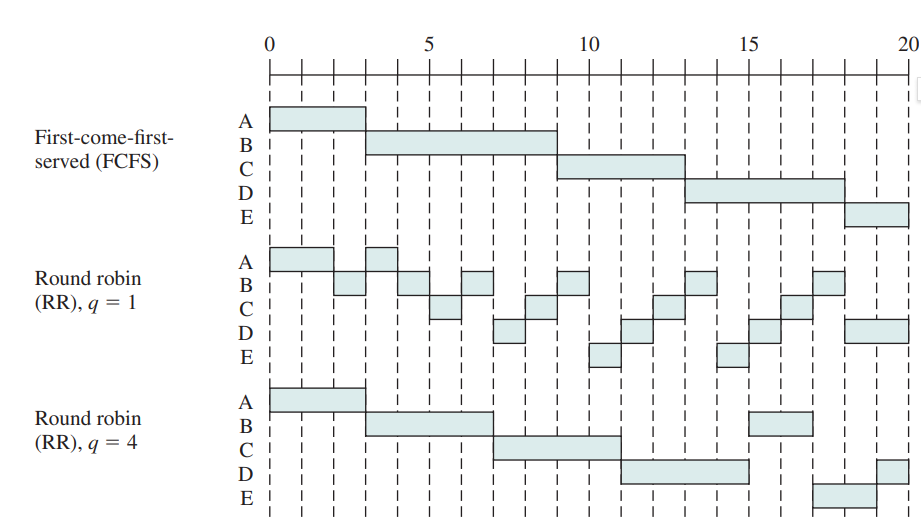 0 5 10 15 20
First-come-first-
served (FCFS)
A
B
C
D
E
Round robin
(RR), q = 1
A
B
C
D
E
Round robin
(RR), q = 4
A
B
C
D
E